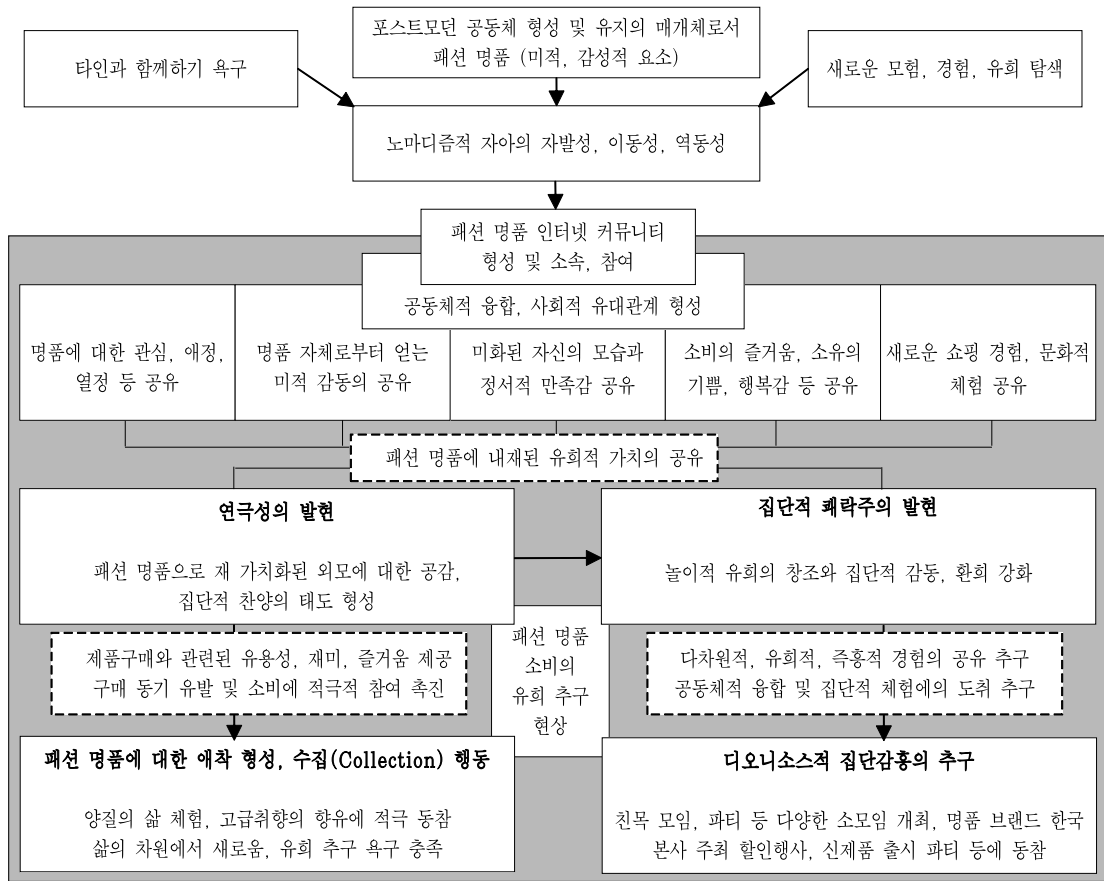 포스트모던 공동체 형성 및 유지의 매개체로서
패션 명품 (미적, 감성적 요소)
타인과 함께하기 욕구
새로운 모험, 경험, 유희 탐색
노마디즘적 자아의 자발성, 이동성, 역동성
패션 명품 인터넷 커뮤니티
형성 및 소속, 참여
공동체적 융합, 사회적 유대관계 형성
명품에 대한 관심, 애정,
열정 등 공유
명품 자체로부터 얻는
미적 감동의 공유
미화된 자신의 모습과
정서적 만족감 공유
소비의 즐거움, 소유의
기쁨, 행복감 등 공유
새로운 쇼핑 경험, 문화적
체험 공유
패션 명품에 내재된 유희적 가치의 공유
연극성의 발현
패션 명품으로 재 가치화된 외모에 대한 공감,
집단적 찬양의 태도 형성
집단적 쾌락주의 발현
놀이적 유희의 창조와 집단적 감동, 환희 강화
패션 명품
소비의
유희 추구
현상
제품구매와 관련된 유용성, 재미, 즐거움 제공
구매 동기 유발 및 소비에 적극적 참여 촉진
다차원적, 유희적, 즉흥적 경험의 공유 추구
공동체적 융합 및 집단적 체험에의 도취 추구
패션 명품에 대한 애착 형성, 수집(Collection) 행동
양질의 삶 체험, 고급취향의 향유에 적극 동참
삶의 차원에서 새로움, 유희 추구 욕구 충족
디오니소스적 집단감흥의 추구
친목 모임, 파티 등 다양한 소모임 개최, 명품 브랜드 한국
본사 주최 할인행사, 신제품 출시 파티 등에 동참